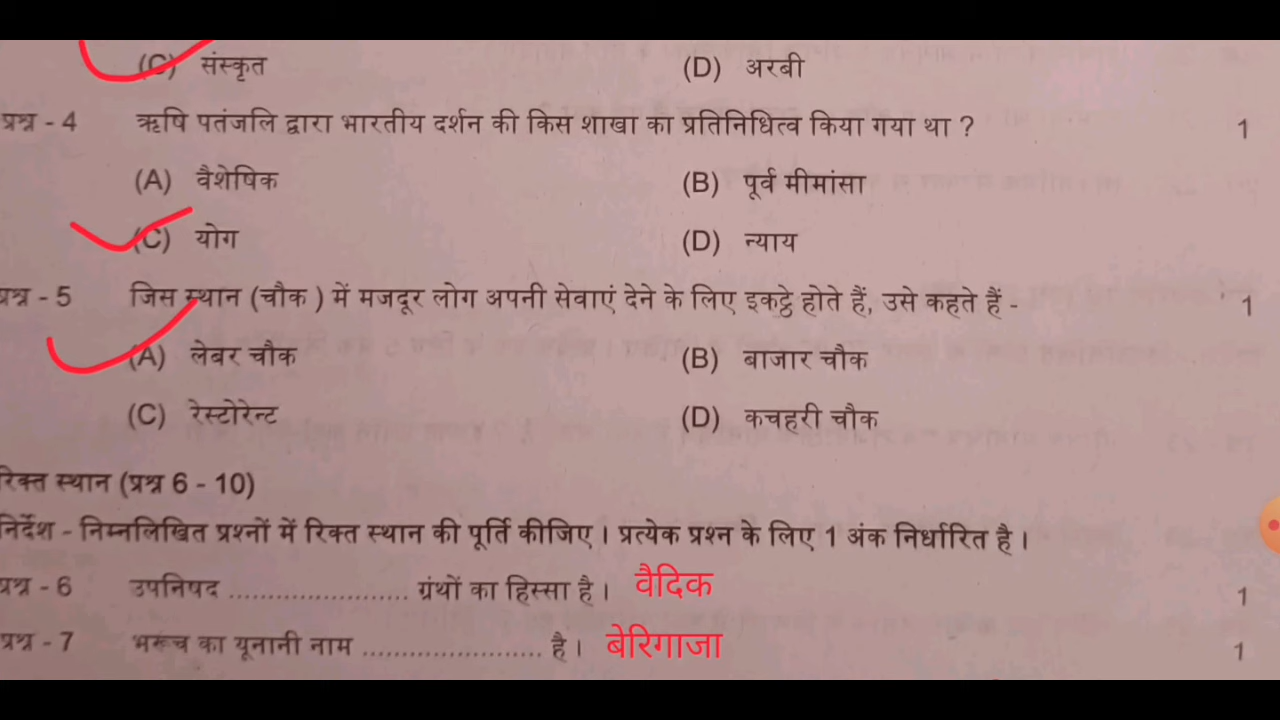 (C) संस्कृत (D) अरबी
प्रश्न - 4 ऋषि पतंजलि द्वारा भारतीय दर्शन की किस शाखा का प्रतिनिधित्व किया गया था ? 1
(A) वैशेषिक (B) पूर्व मीमांसा
(C) योग (D) न्याय
प्रश्न - 5 जिस स्थान (चौक ) में मजदूर लोग अपनी सेवाएं देने के लिए इकट्ठे होते हैं, उसे कहते हैं - 1
(A) लेबर चौक (B) बाजार चौक
(C) रेस्टोरेन्ट (D) कचहरी चौक
रिक्त स्थान (प्रश्न 6 - 10)
निर्देश - निम्नलिखित प्रश्नों में रिक्त स्थान की पूर्ति कीजिए । प्रत्येक प्रश्न के लिए 1 अंक निर्धारित है ।
प्रश्न - 6 उपनिषद ...................... ग्रंथों का हिस्सा है । वैदिक 1
प्रश्न - 7 भरूच का यूनानी नाम ...................... है । बेरिगाजा 1